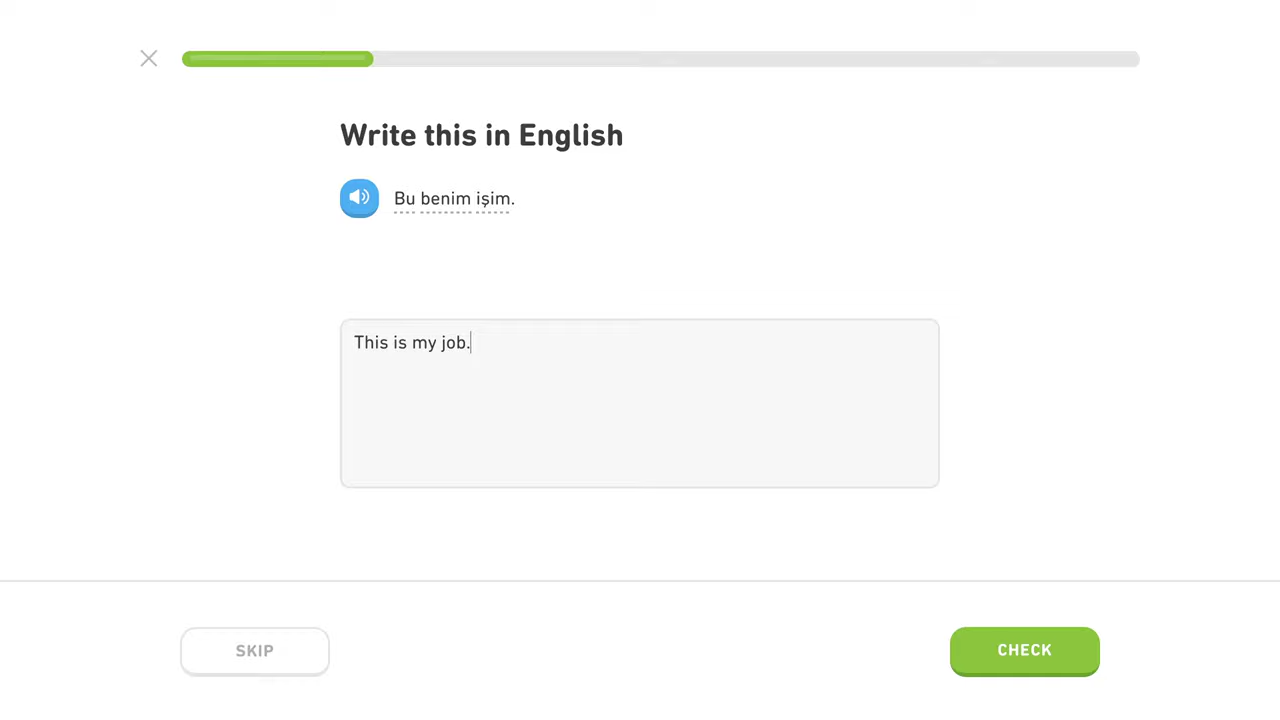 Write this in English
Bu benim işim.
This is my job.
SKIP
CHECK